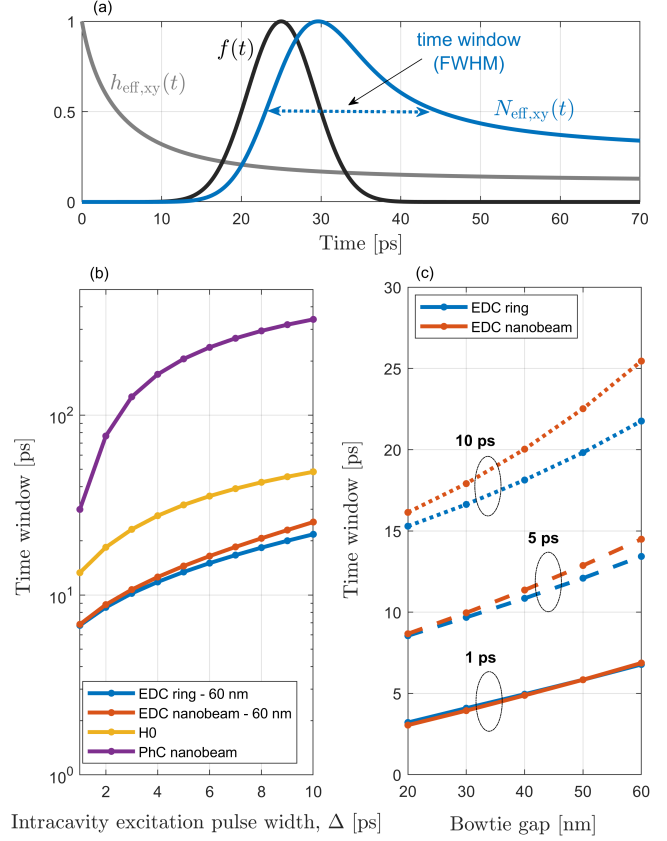 (a)
1
0.5
0
f(t)
h_eff,xy(t)
time window
(FWHM)
N_eff,xy(t)
0 10 20 30 40 50 60 70
Time [ps]
(b)
Time window [ps]
10^2
10^1
10^0
EDC ring - 60 nm
EDC nanobeam - 60 nm
H0
PhC nanobeam
2 4 6 8 10
Intracavity excitation pulse width, Δ [ps]
(c)
Time window [ps]
30
25
20
15
10
5
0
EDC ring
EDC nanobeam
10 ps
5 ps
1 ps
20 30 40 50 60
Bowtie gap [nm]